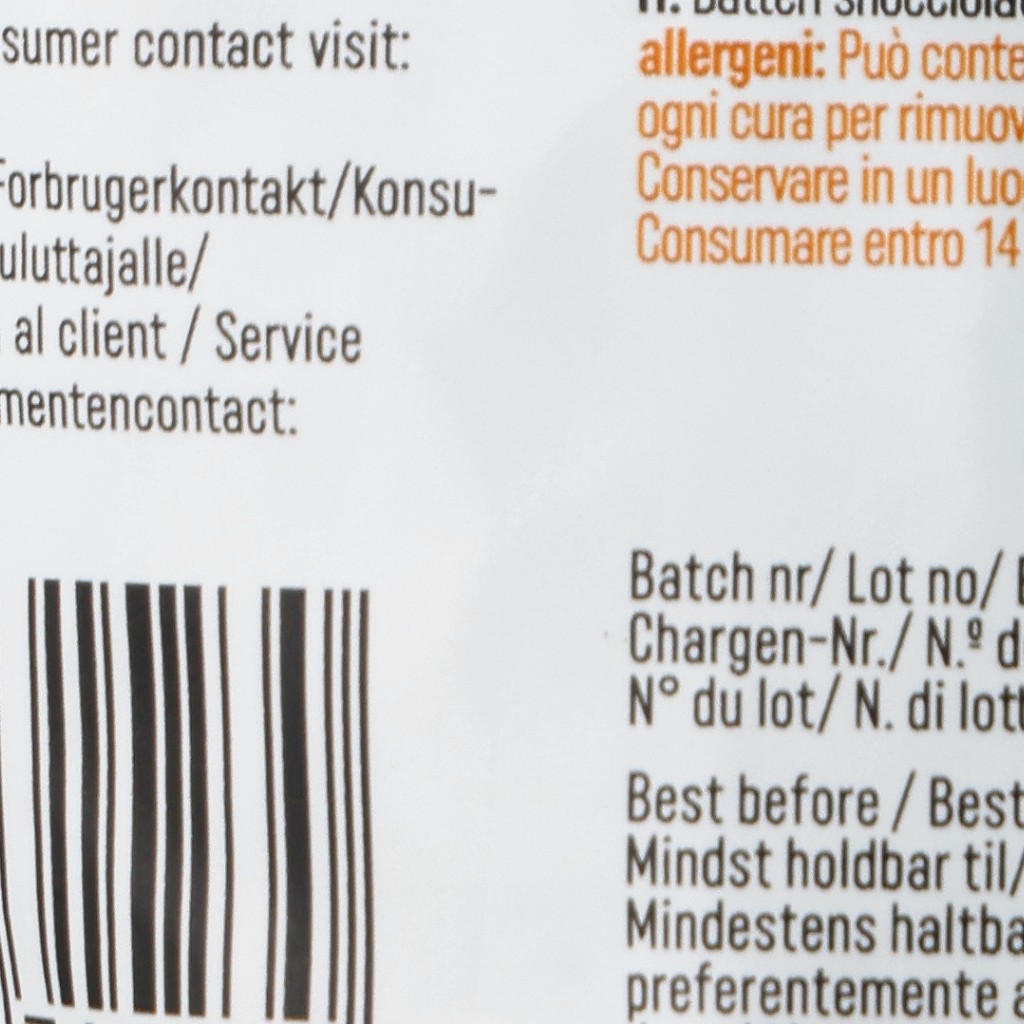 sumer contact visit:
Forbrugerkontakt/Konsu-
uluttajalle/
al client / Service
mentencontact:
allergeni: Può conte
ogni cura per rimuov
Conservare in un luo
Consumare entro 14
Batch nr/ Lot no/
Chargen-Nr./ N.º d
N° du lot/ N. di lott
Best before / Best
Mindst holdbar til/
Mindestens haltba
preferentemente a